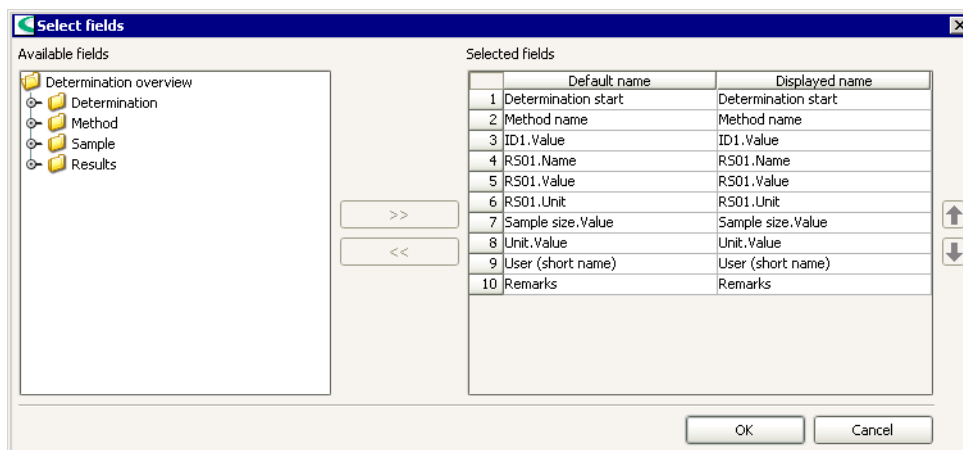 Select fields
Available fields
Selected fields
Determination overview
Determination
Method
Sample
Results
>>
<<
Default name Displayed name
1 Determination start Determination start
2 Method name Method name
3 ID1.Value ID1.Value
4 RS01.Name RS01.Name
5 RS01.Value RS01.Value
6 RS01.Unit RS01.Unit
7 Sample size.Value Sample size.Value
8 Unit.Value Unit.Value
9 User (short name) User (short name)
10 Remarks Remarks
OK Cancel